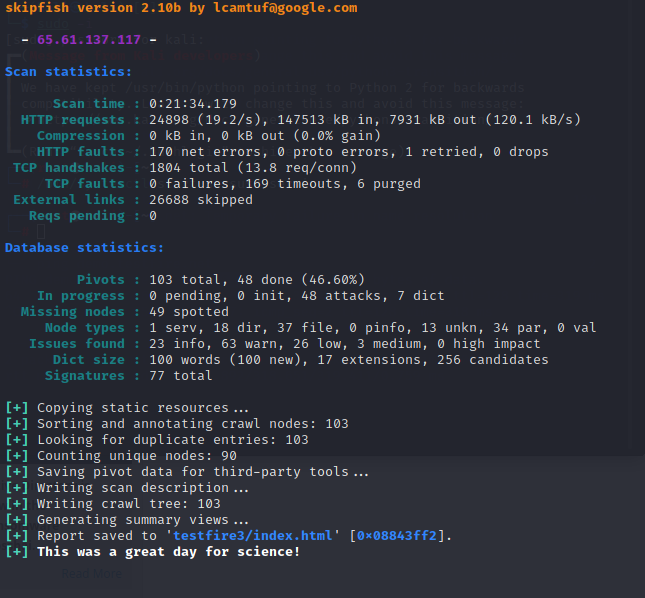 skipfish version 2.10b by lcamtuf@google.com
- 65.61.137.117 -
Scan statistics:
Scan time : 0:21:34.179
HTTP requests : 24898 (19.2/s), 147513 kB in, 7931 kB out (120.1 kB/s)
Compression : 0 kB in, 0 kB out (0.0% gain)
HTTP faults : 170 net errors, 0 proto errors, 1 retried, 0 drops
TCP handshakes : 1804 total (13.8 req/conn)
TCP faults : 0 failures, 169 timeouts, 6 purged
External links : 26688 skipped
Reqs pending : 0
Database statistics:
Pivots : 103 total, 48 done (46.60%)
In progress : 0 pending, 0 init, 48 attacks, 7 dict
Missing nodes : 49 spotted
Node types : 1 serv, 18 dir, 37 file, 0 pinfo, 13 unkn, 34 par, 0 val
Issues found : 23 info, 63 warn, 26 low, 3 medium, 0 high impact
Dict size : 100 words (100 new), 17 extensions, 256 candidates
Signatures : 77 total
[+] Copying static resources...
[+] Sorting and annotating crawl nodes: 103
[+] Looking for duplicate entries: 103
[+] Counting unique nodes: 90
[+] Saving pivot data for third-party tools...
[+] Writing scan description...
[+] Writing crawl tree: 103
[+] Generating summary views...
[+] Report saved to 'testfire3/index.html' [0x08843ff2].
[+] This was a great day for science!
Read More